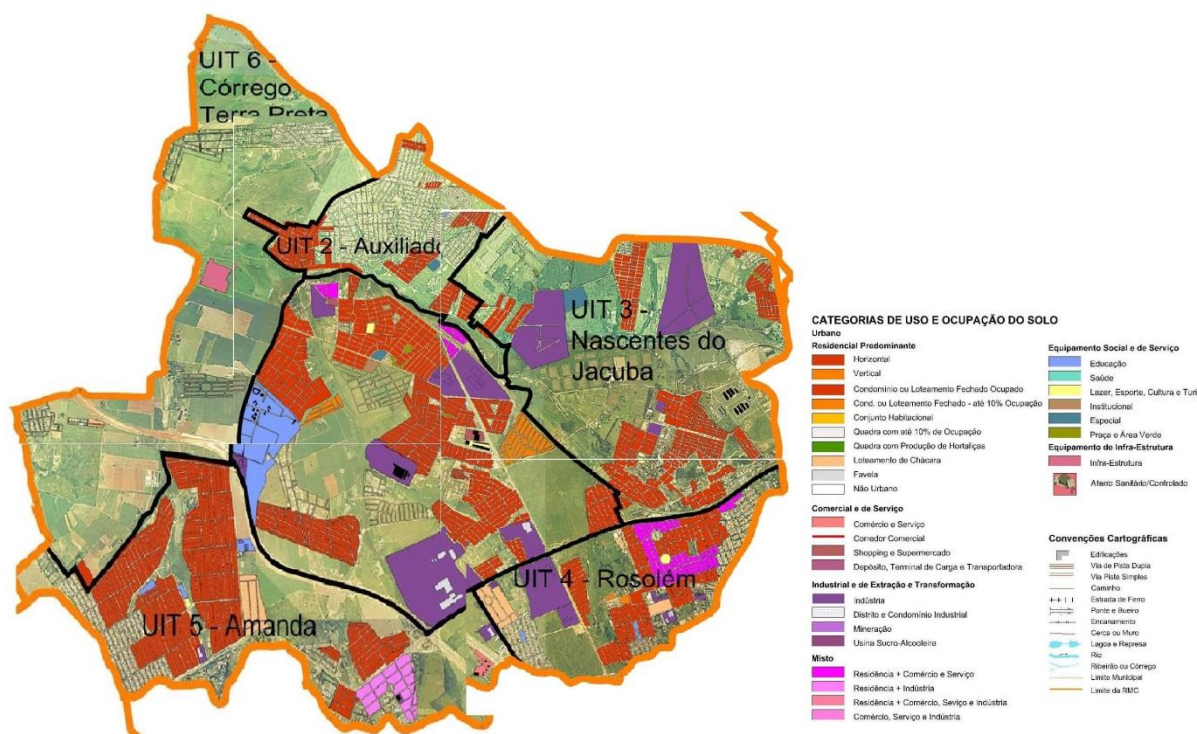 UIT 6 -
Córrego
Terra Preta
UIT 2 - Auxiliado
UIT 3 -
Nascentes do
Jacuba
UIT 4 - Rosolém
UIT 5 - Amanda
CATEGORIAS DE USO E OCUPAÇÃO DO SOLO
Urbano
Residencial Predominante
Horizontal
Vertical
Condomínio ou Loteamento Fechado Ocupado
Cond. ou Loteamento Fechado - até 10% Ocupação
Conjunto Habitacional
Quadra com até 10% de Ocupação
Quadra com Produção de Hortaliças
Loteamento de Chácara
Favela
Não Urbano
Comercial e de Serviço
Comércio e Serviço
Corredor Comercial
Shopping e Supermercado
Depósito, Terminal de Carga e Transportadora
Industrial e de Extração e Transformação
Indústria
Distrito e Condomínio Industrial
Mineração
Usina Sucro-Alcooleira
Misto
Residência + Comércio e Serviço
Residência + Indústria
Residência + Comércio, Seviço e Indústria
Comércio, Serviço e Indústria
Equipamento Social e de Serviço
Educação
Saúde
Lazer, Esporte, Cultura e Turi
Institucional
Especial
Praça e Área Verde
Equipamento de Infra-Estrutura
Infra-Estrutura
Aterro Sanitário/Controlado
Convenções Cartográficas
Edificações
Via de Pista Dupla
Via Pista Simples
Caminho
Estrada de Ferro
Ponte e Bueiro
Encanamento
Cerca ou Muro
Lagoa e Represa
Rio
Ribeirão ou Córrego
Limite Municipal
Limite da RMC